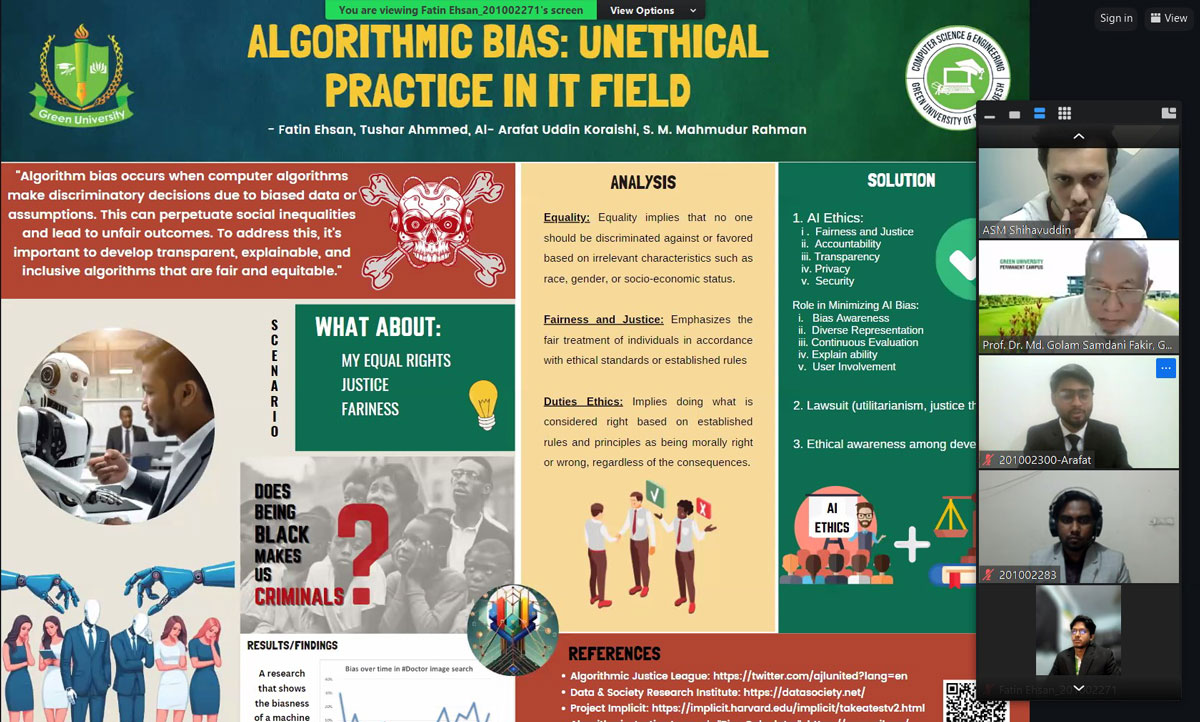 You are viewing Fatin Ehsan_201002271's screen
View Options
Sign in
View
Green University
ALGORITHMIC BIAS: UNETHICAL
PRACTICE IN IT FIELD
- Fatin Ehsan, Tushar Ahmmed, Al- Arafat Uddin Koraishi, S. M. Mahmudur Rahman
COMPUTER SCIENCE & ENGINEERING
GREEN UNIVERSITY OF
"Algorithm bias occurs when computer algorithms
make discriminatory decisions due to biased data or
assumptions. This can perpetuate social inequalities
and lead to unfair outcomes. To address this, it's
important to develop transparent, explainable, and
inclusive algorithms that are fair and equitable."
SCENARIO
WHAT ABOUT:
MY EQUAL RIGHTS
JUSTICE
FARINESS
DOES
BEING
BLACK
MAKES
US
CRIMINALS
?
RESULTS/FINDINGS
A research
that shows
the biasness
of a machine
Bias over time in #Doctor image search
ANALYSIS
Equality: Equality implies that no one
should be discriminated against or favored
based on irrelevant characteristics such as
race, gender, or socio-economic status.
Fairness and Justice: Emphasizes the
fair treatment of individuals in accordance
with ethical standards or established rules
Duties Ethics: Implies doing what is
considered right based on established
rules and principles as being morally right
or wrong, regardless of the consequences.
SOLUTION
1. AI Ethics:
i. Fairness and Justice
ii. Accountability
iii. Transparency
iv. Privacy
v. Security
Role in Minimizing AI Bias:
i. Bias Awareness
ii. Diverse Representation
iii. Continuous Evaluation
iv. Explain ability
v. User Involvement
2. Lawsuit (utilitarianism, justice th
3. Ethical awareness among deve
AI
ETHICS
REFERENCES
• Algorithmic Justice League: https://twitter.com/ajlunited?lang=en
• Data & Society Research Institute: https://datasociety.net/
• Project Implicit: https://implicit.harvard.edu/implicit/takeatestv2.html
ASM Shihavuddin
GREEN UNIVERSITY
PERMANENT CAMPUS
Prof. Dr. Md. Golam Samdani Fakir, G...
201002300-Arafat
201002283
Fatin Ehsan_201002271